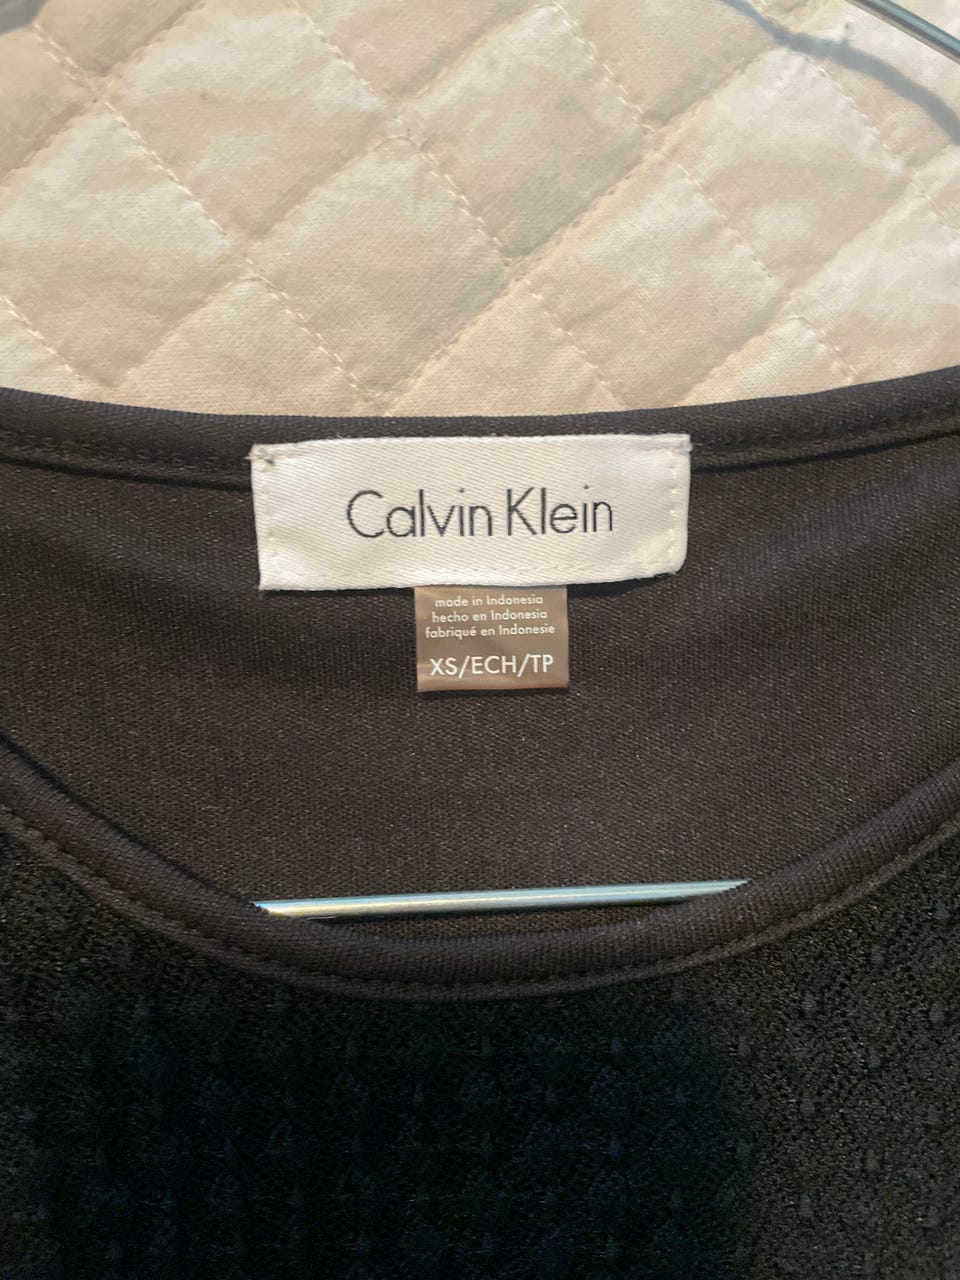 Calvin Klein
made in Indonesia
hecho en Indonesia
fabriqué en Indonesie
XS/ECH/TP